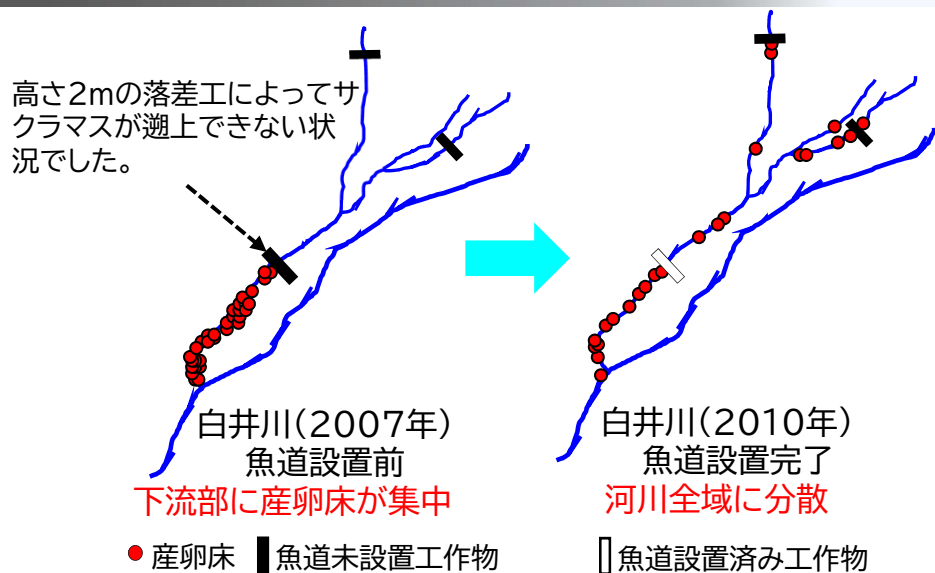 高さ2mの落差工によってサ
クラマスが遡上できない状
況でした。
白井川(2007年)
魚道設置前
下流部に産卵床が集中
白井川(2010年)
魚道設置完了
河川全域に分散
産卵床 魚道未設置工作物 魚道設置済み工作物